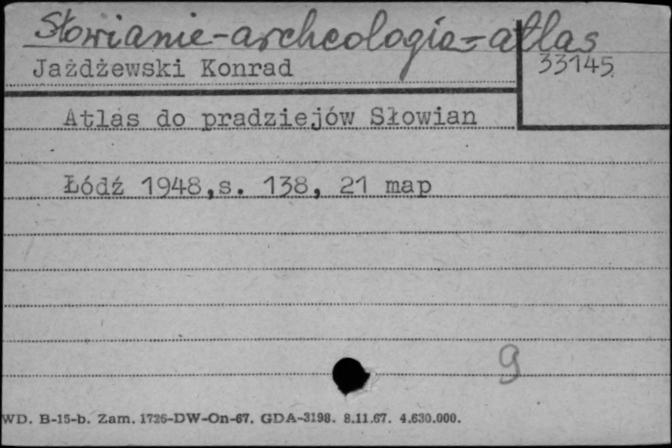 Słowianie-archeologia-atlas
Jażdżewski Konrad
33145
Atlas do pradziejów Słowian
Łódź 1948,s. 138, 21 map
9
WD. B-15-b. Zam. 1726-DW-On-67. GDA-3198. 8.11.67. 4.630.000.